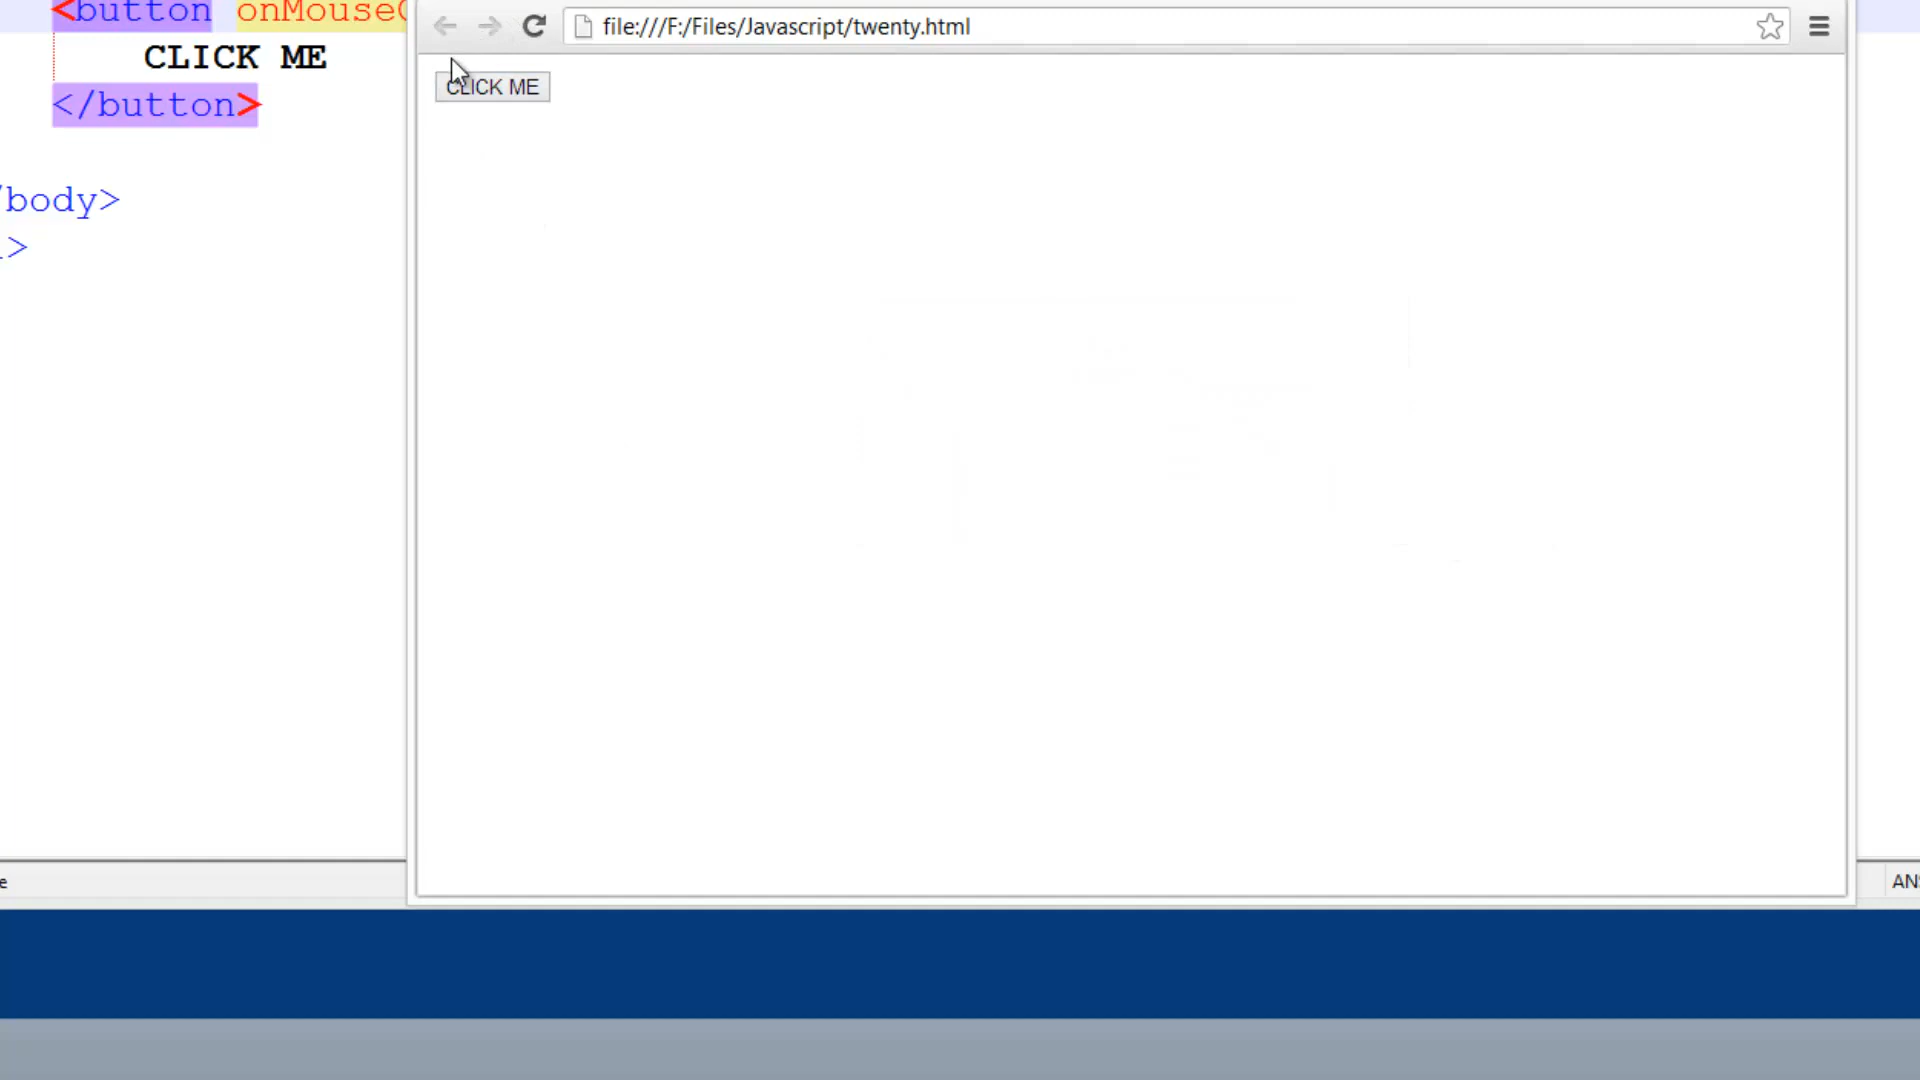 <button onMouse
CLICK ME
</button>
/body>
>
file:///F:/Files/Javascript/twenty.html
CLICK ME
e
AN